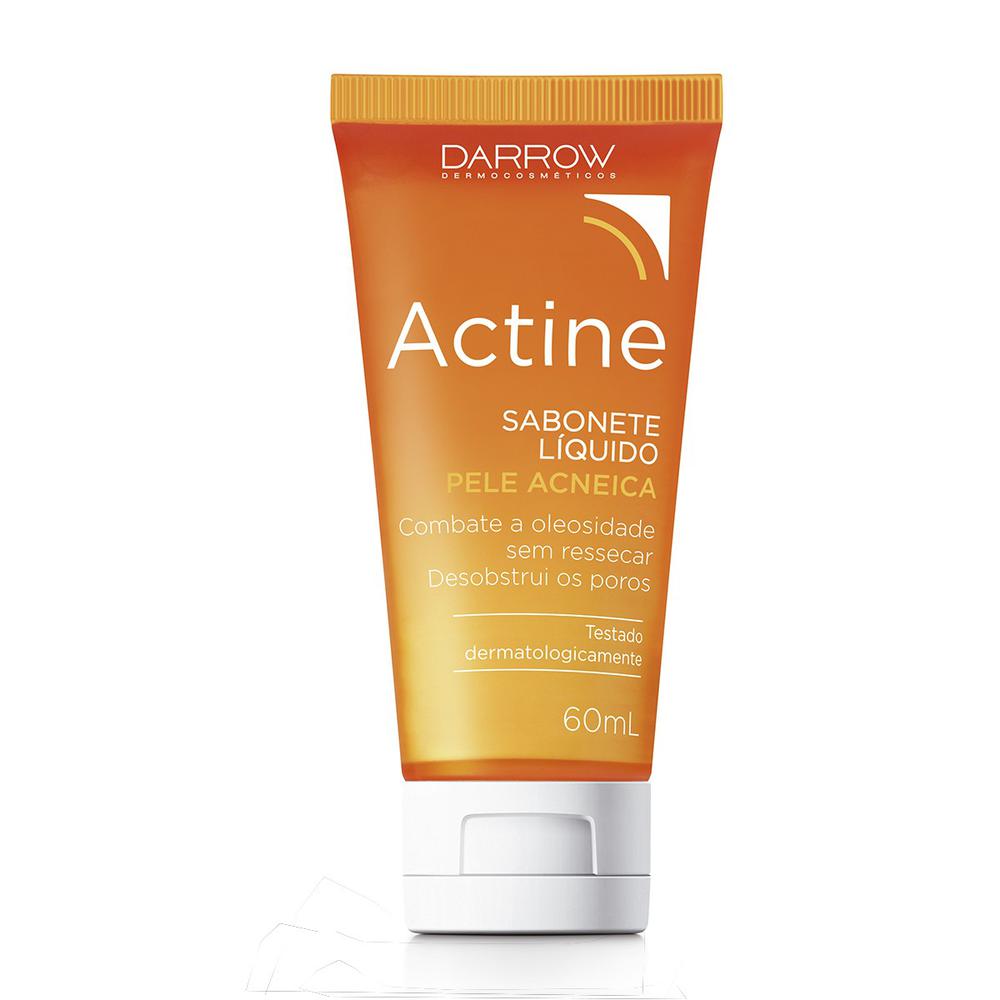 DARROW
DERMOCOSMÉTICOS
Actine
SABONETE
LÍQUIDO
PELE ACNEICA
Combate a oleosidade
sem ressecar
Desobstrui os poros
Testado
dermatologicamente
60mL